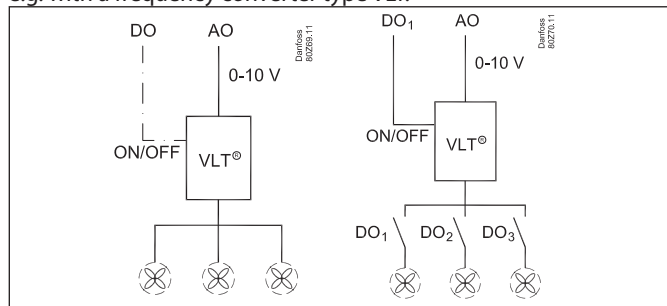 e.g. with a frequency converter type VLT.
DO
AO
Danfoss
80Z69.11
0-10 V
ON/OFF
VLT®
DO₁
AO
Danfoss
80Z70.11
0-10 V
ON/OFF
VLT®
DO₁
DO₂
DO₃